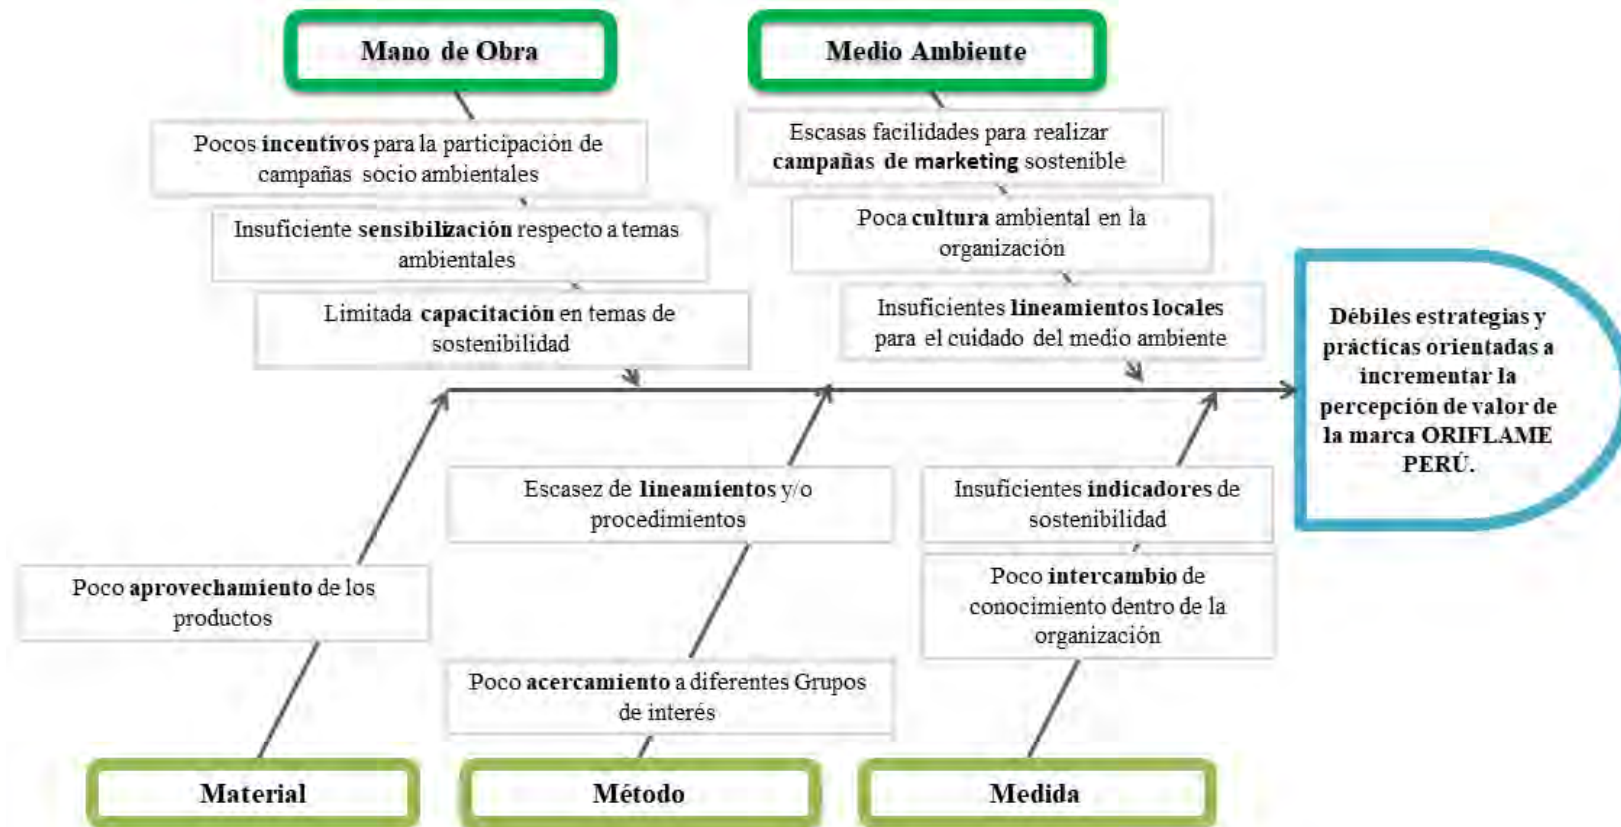 Mano de Obra
Medio Ambiente
Pocos incentivos para la participación de
campañas socio ambientales
Insuficiente sensibilización respecto a temas
ambientales
Limitada capacitación en temas de
sostenibilidad
Escasas facilidades para realizar
campañas de marketing sostenible
Poca cultura ambiental en la
organización
Insuficientes lineamientos locales
para el cuidado del medio ambiente
Débiles estrategias y
prácticas orientadas a
incrementar la
percepción de valor de
la marca ORIFLAME
PERÚ.
Poco aprovechamiento de los
productos
Escasez de lineamientos y/o
procedimientos
Poco acercamiento a diferentes Grupos
de interés
Insuficientes indicadores de
sostenibilidad
Poco intercambio de
conocimiento dentro de la
organización
Material
Método
Medida